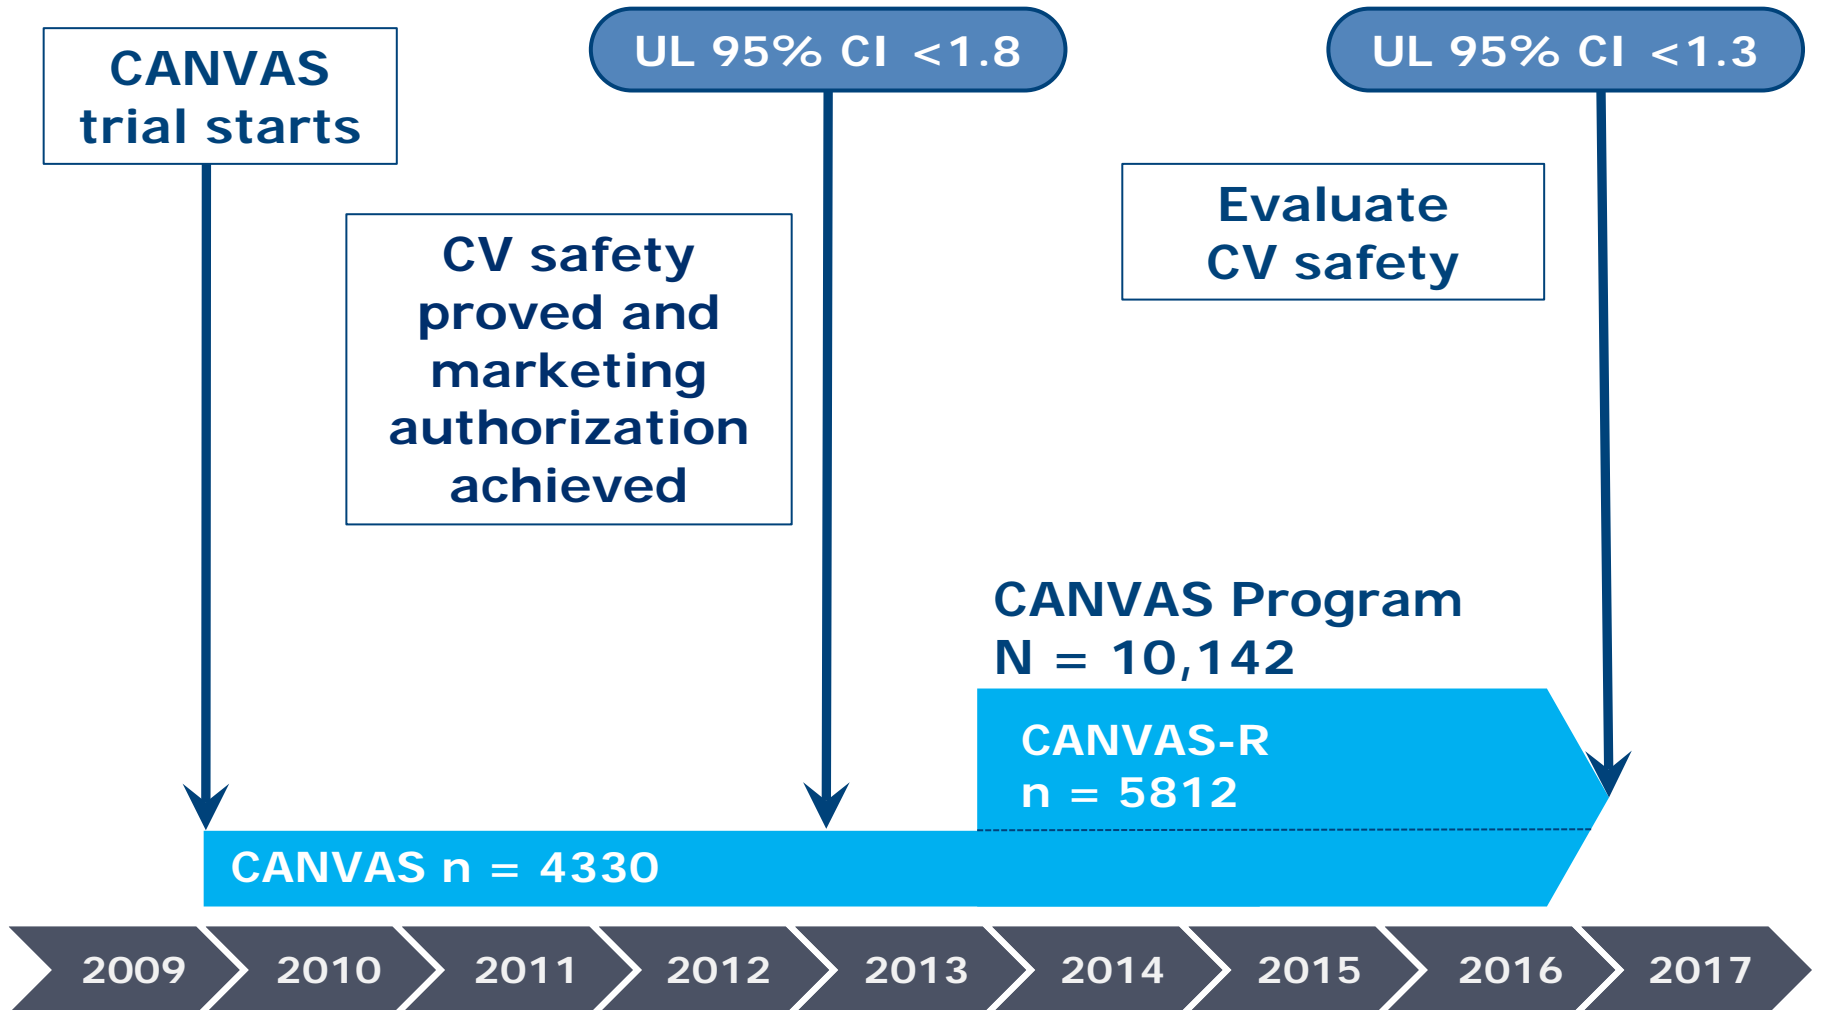 CANVAS
trial starts
UL 95% CI <1.8
UL 95% CI <1.3
CV safety
proved and
marketing
authorization
achieved
Evaluate
CV safety
CANVAS Program
N = 10,142
CANVAS-R
n = 5812
CANVAS n = 4330
2009 2010 2011 2012 2013 2014 2015 2016 2017